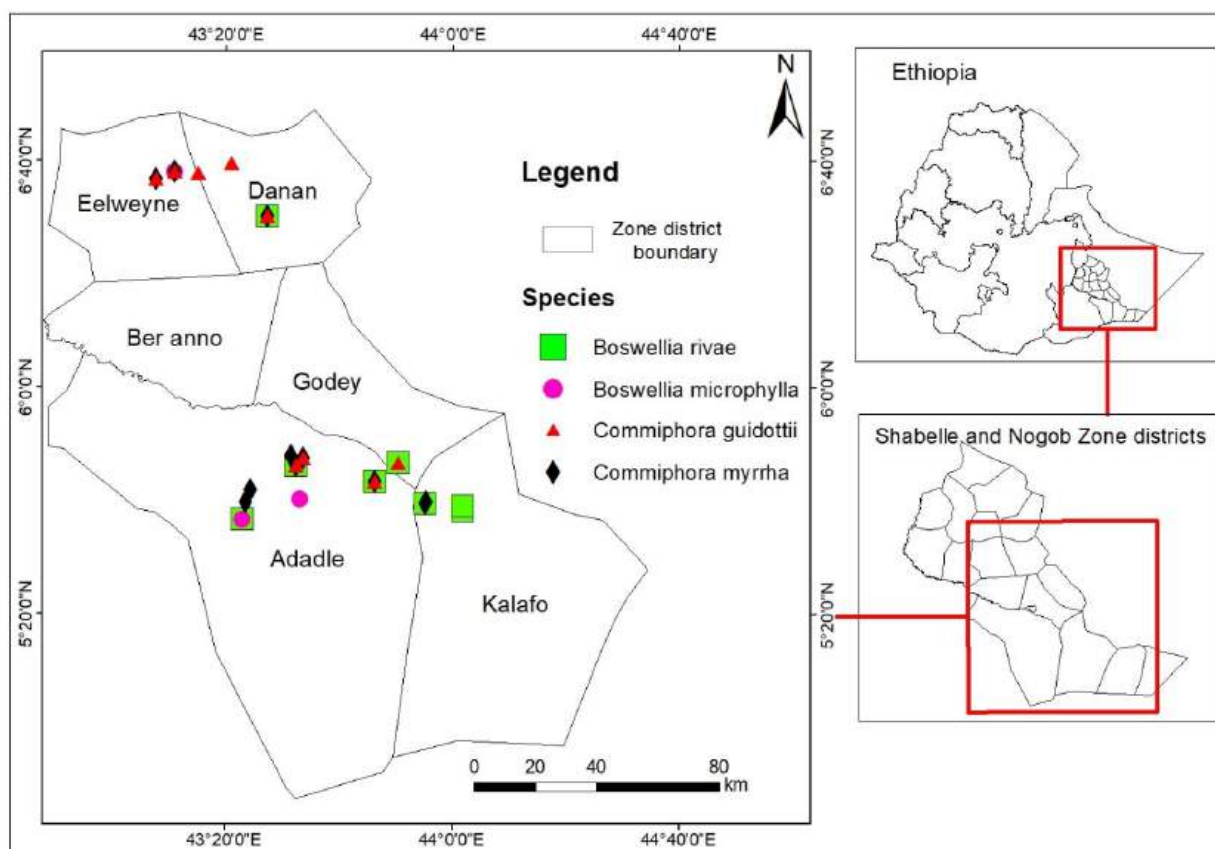 43°20'0"E 44°0'0"E 44°40'0"E
N
6°40'0"N
6°0'0"N
5°20'0"N
Eelweyne
Danan
Ber anno
Godey
Adadle
Kalafo
Legend
Zone district
boundary
Species
Boswellia rivae
Boswellia microphylla
Commiphora guidottii
Commiphora myrrha
0 20 40 80
km
6°40'0"N
6°0'0"N
5°20'0"N
43°20'0"E 44°0'0"E 44°40'0"E
Ethiopia
Shabelle and Nogob Zone districts